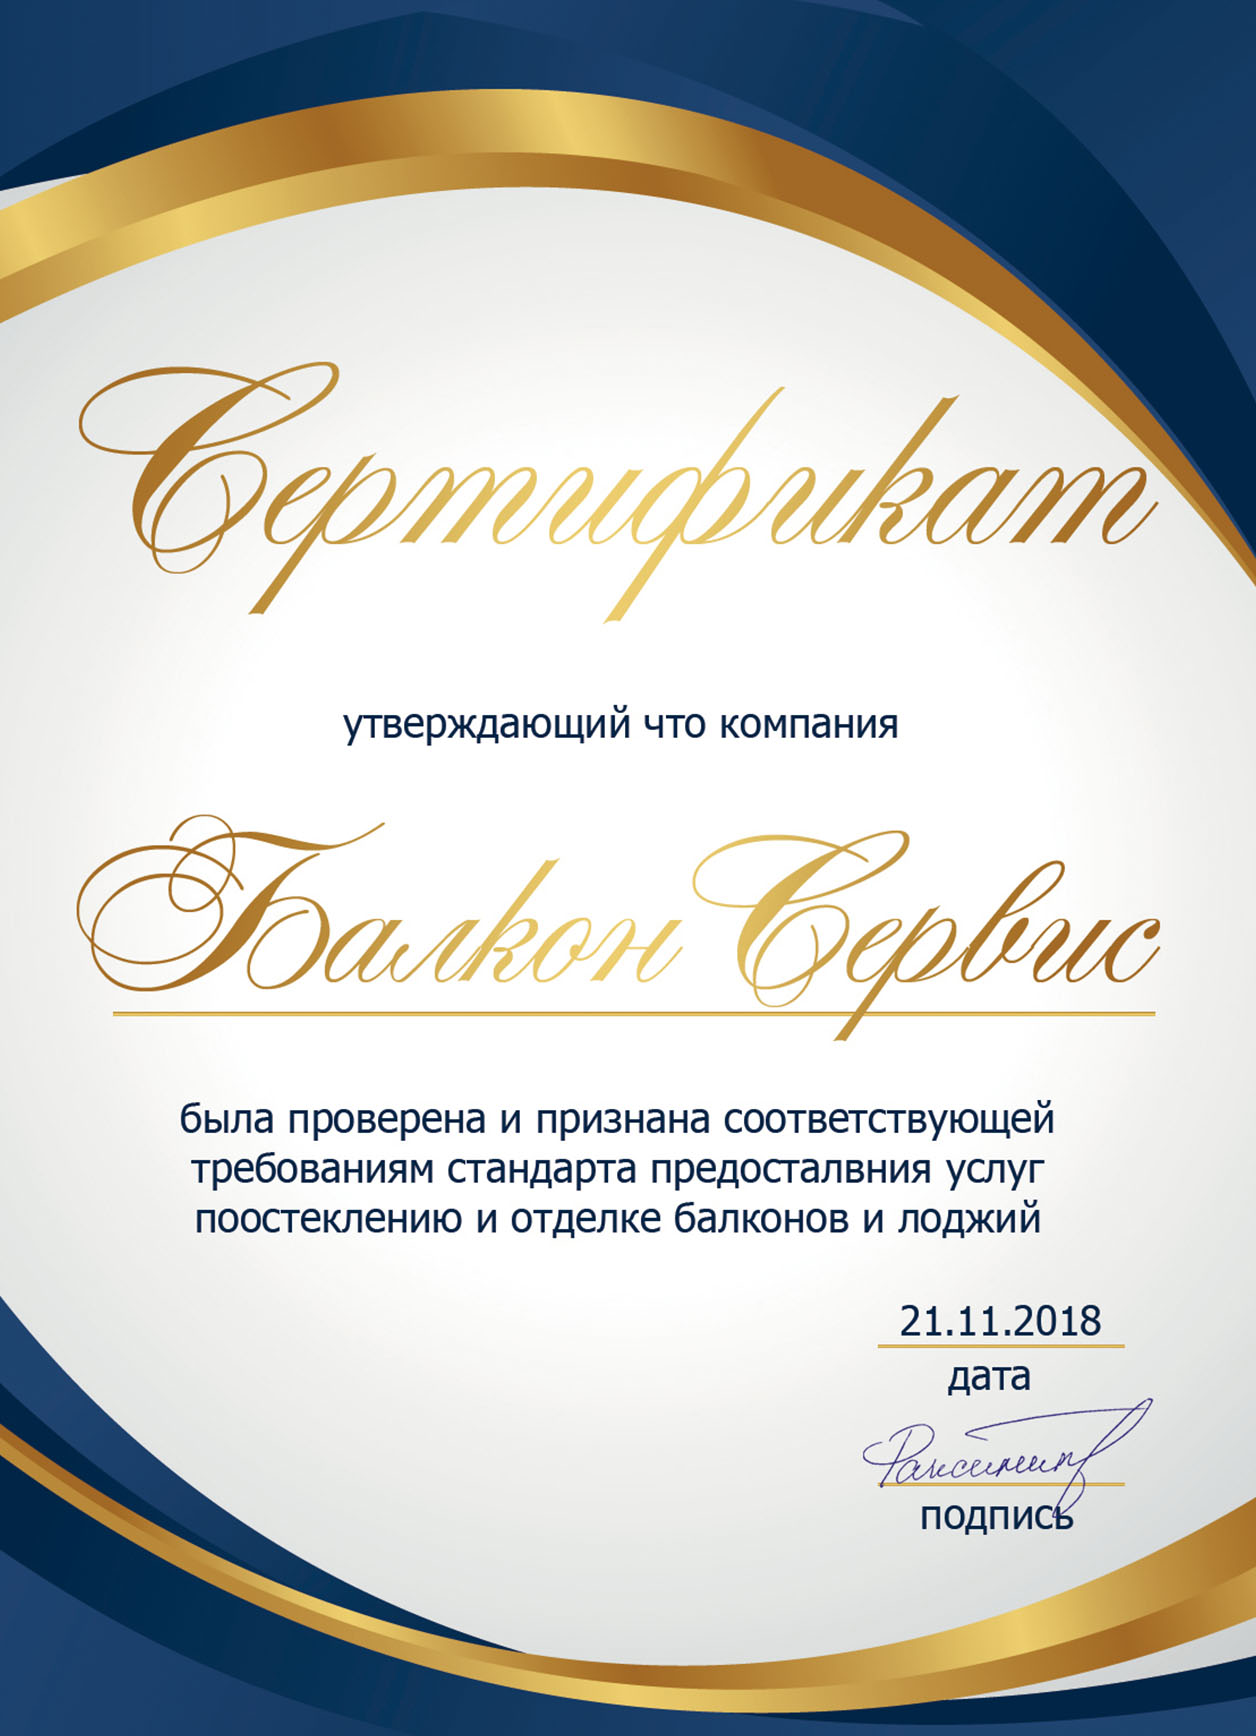 Сертификат
утверждающий что компания
Балкон Сервис
была проверена и признана соответствующей
требованиям стандарта предосталвния услуг
поостеклению и отделке балконов и лоджий
21.11.2018
дата
подпись